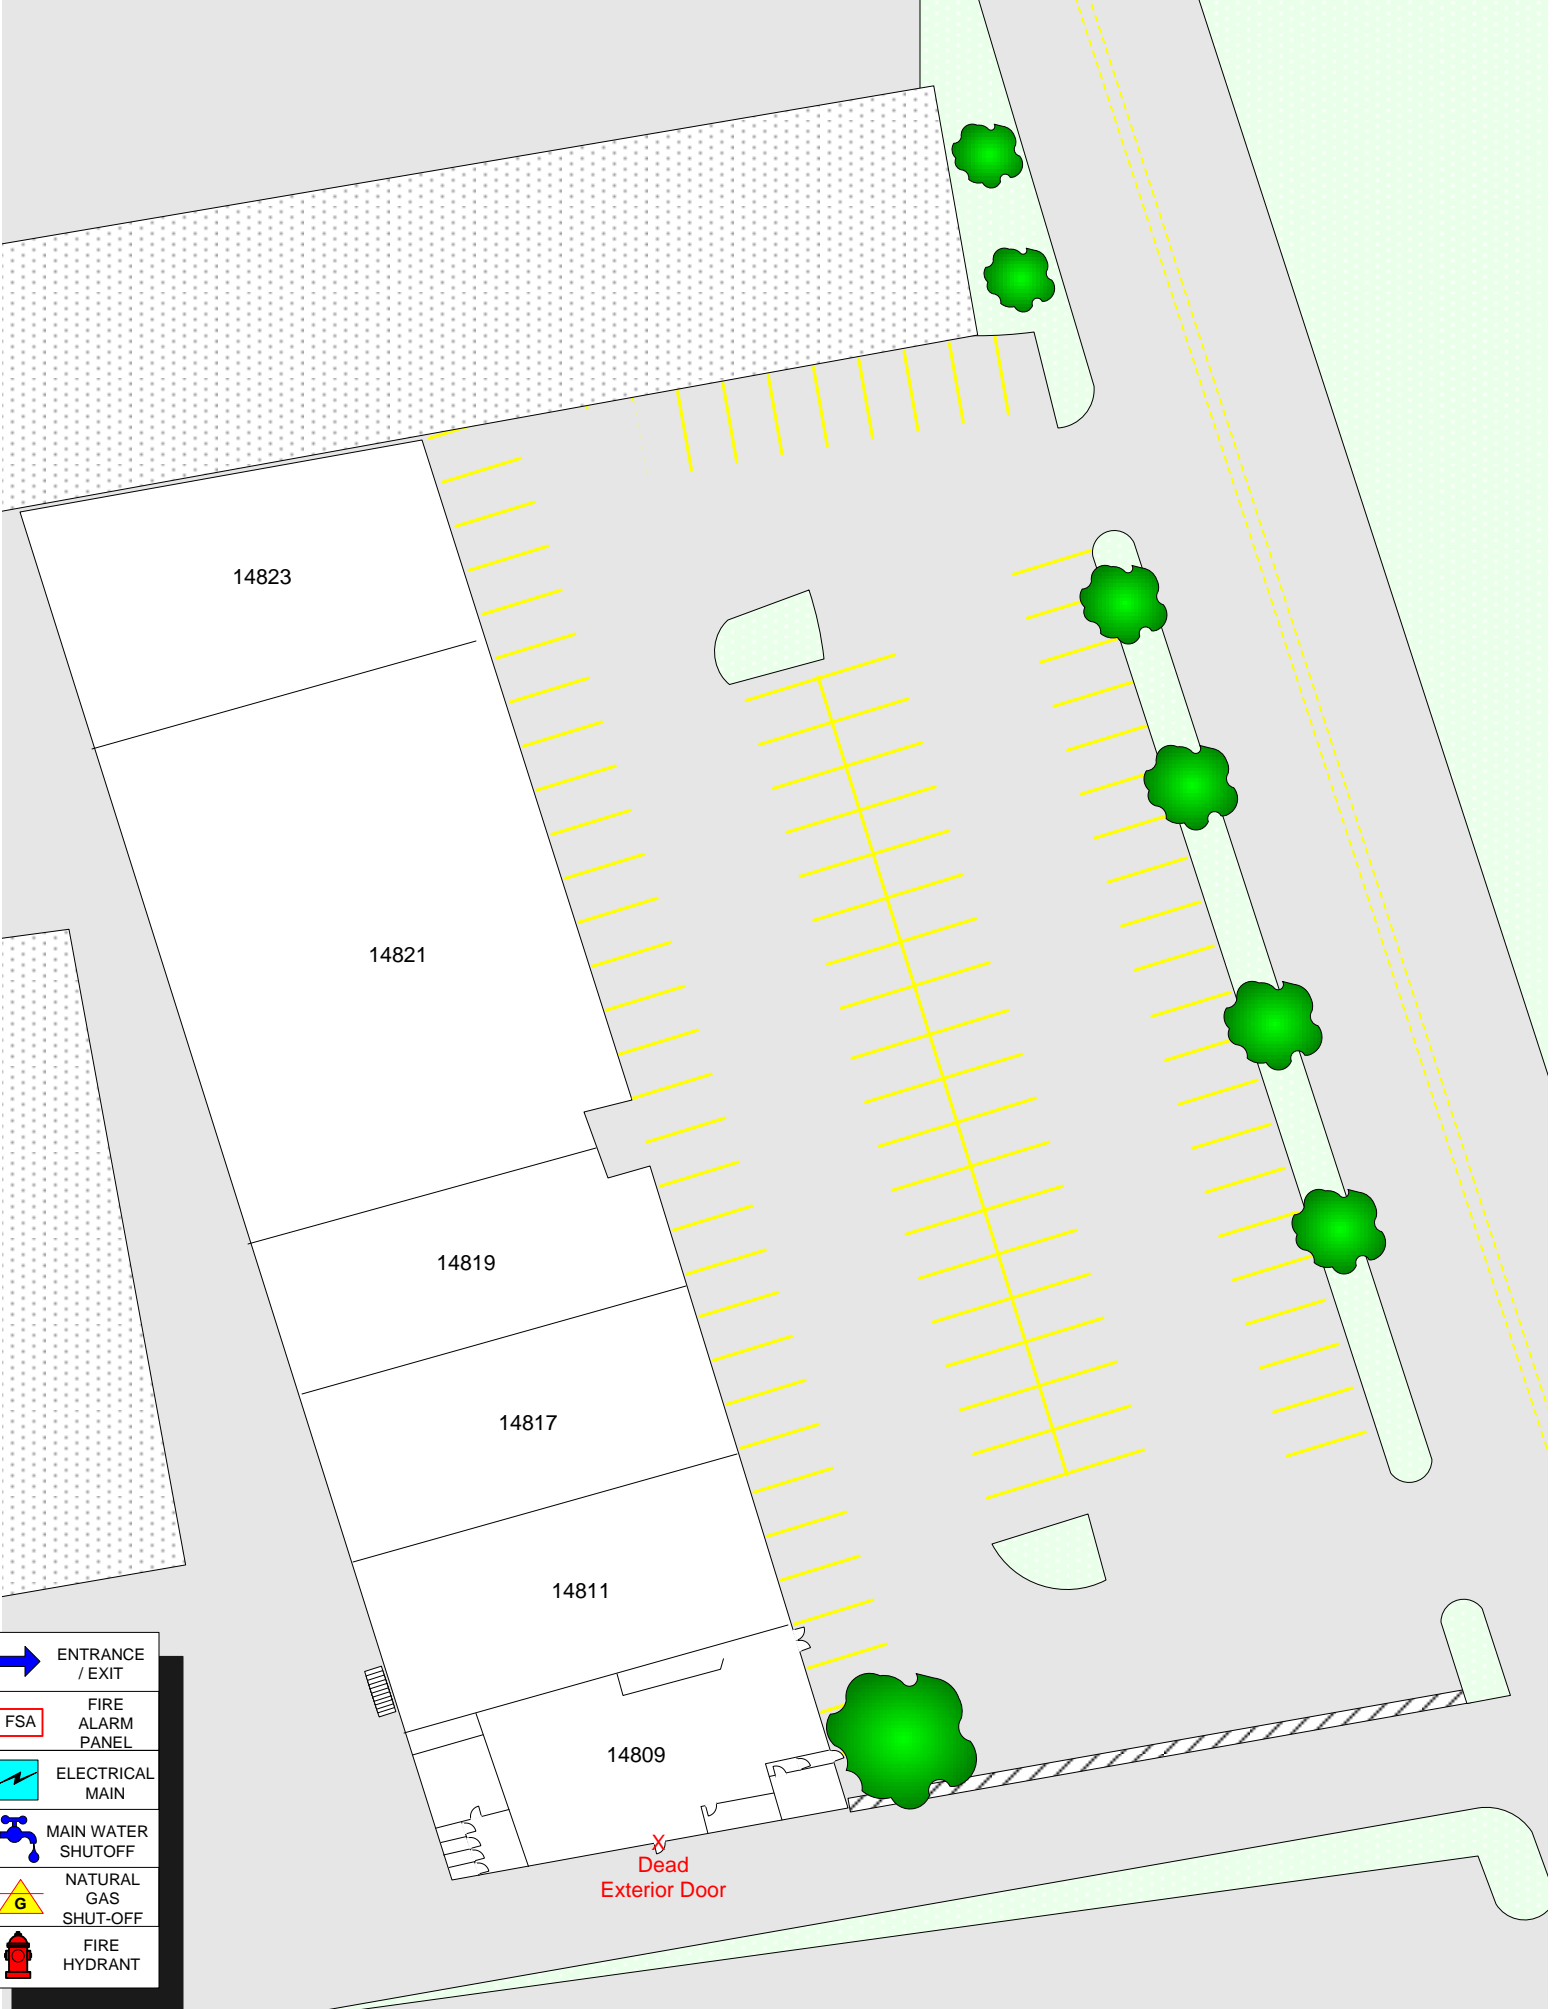 14823
14821
14819
14817
14811
14809
X
Dead
Exterior Door
ENTRANCE
/ EXIT
FSA
FIRE
ALARM
PANEL
ELECTRICAL
MAIN
MAIN WATER
SHUTOFF
G
NATURAL
GAS
SHUT-OFF
FIRE
HYDRANT